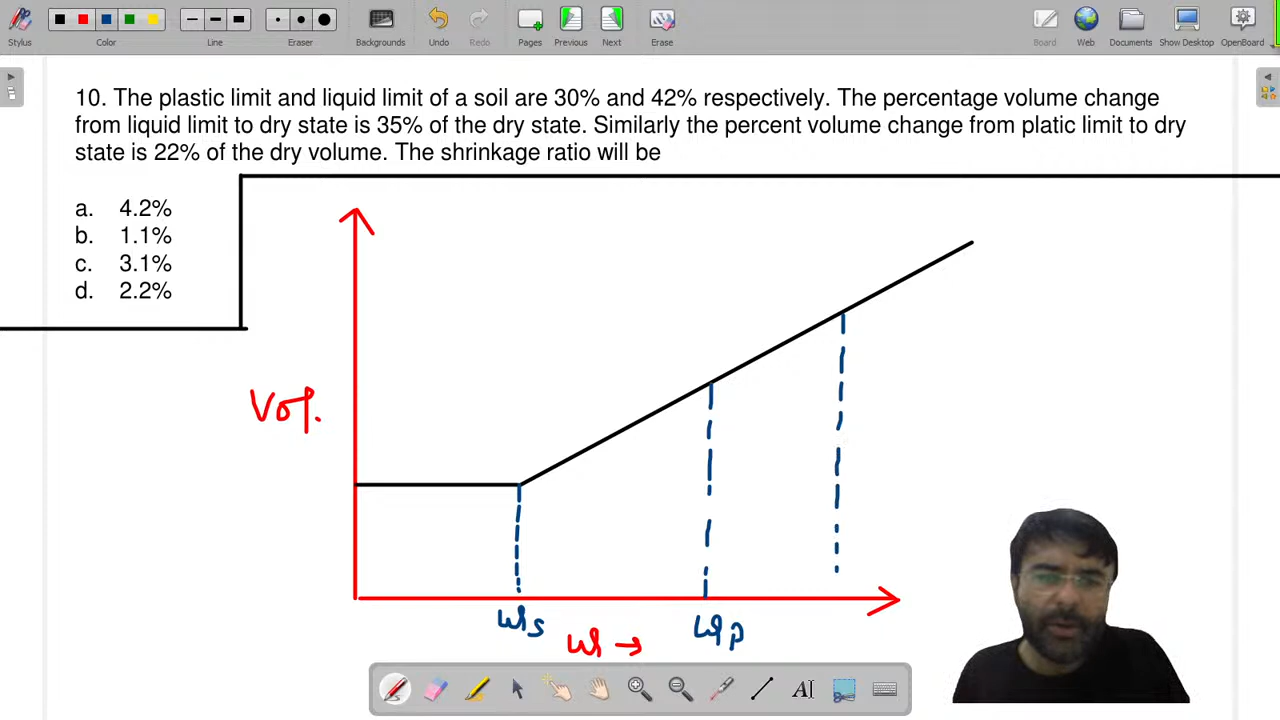 Stylus Color Line Eraser Backgrounds Undo Redo Pages Previous Next Erase Board Web Documents Show Desktop OpenBoard
10. The plastic limit and liquid limit of a soil are 30% and 42% respectively. The percentage volume change
from liquid limit to dry state is 35% of the dry state. Similarly the percent volume change from platic limit to dry
state is 22% of the dry volume. The shrinkage ratio will be
a. 4.2%
b. 1.1%
c. 3.1%
d. 2.2%
Vol.
ws
wp
w →
AI